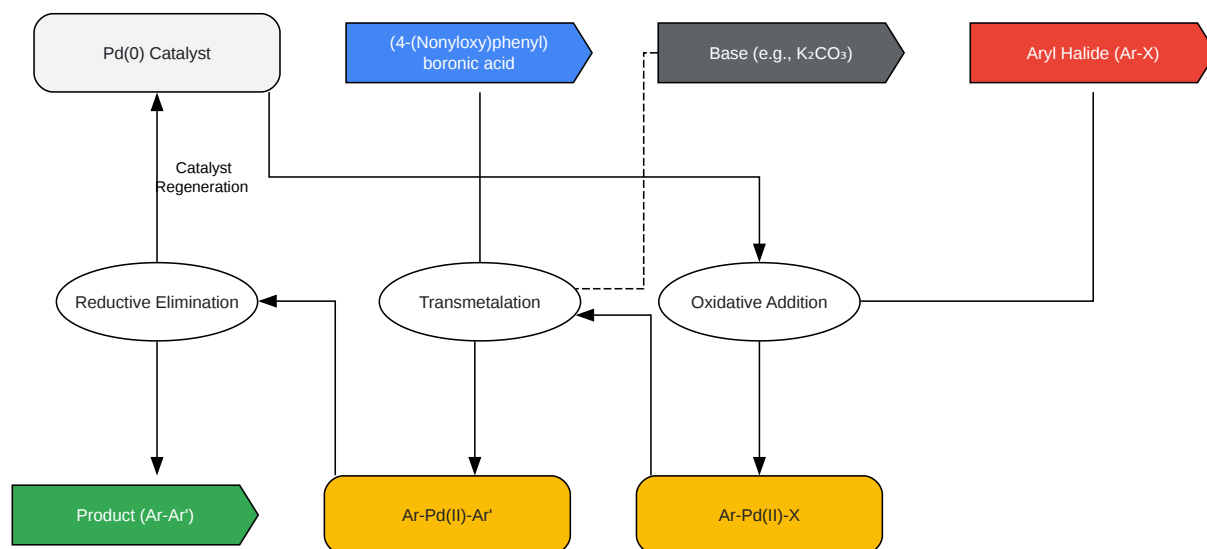 Pd(0) Catalyst
(4-(Nonyloxy)phenyl)
boronic acid
Base (e.g., K₂CO₃)
Aryl Halide (Ar-X)
Catalyst
Regeneration
Reductive Elimination
Transmetalation
Oxidative Addition
Product (Ar-Ar')
Ar-Pd(II)-Ar'
Ar-Pd(II)-X